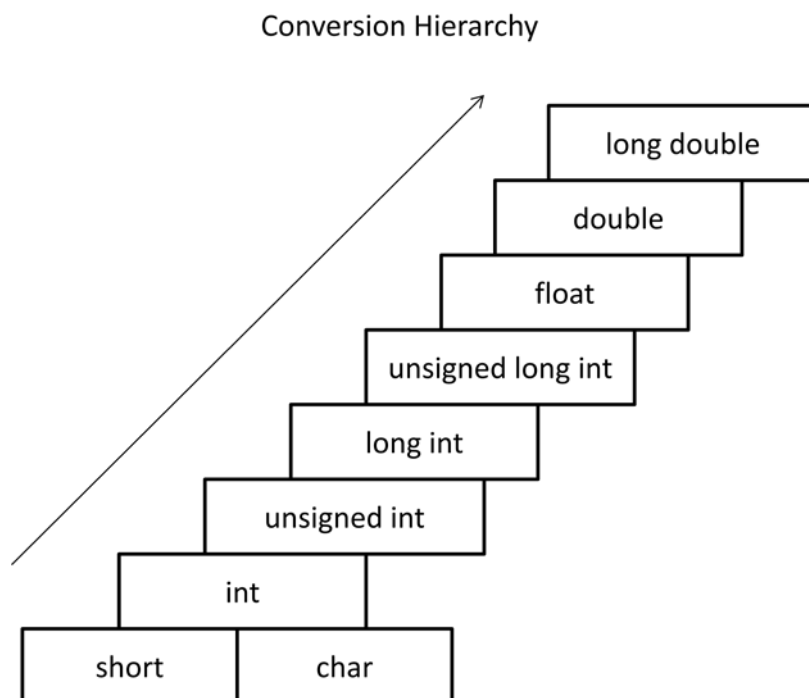 Conversion Hierarchy
long double
double
float
unsigned long int
long int
unsigned int
int
short char